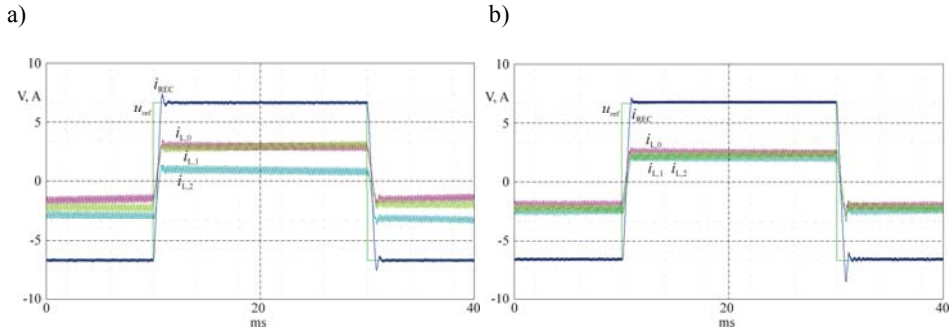 a)
b)
10
V, A
5
0
-5
-10
0
20
40
ms
u_ref
i_REC
i_L,0
i_L,1
i_L,2
10
V, A
5
0
-5
-10
0
20
40
ms
u_ref
i_REC
i_L,0
i_L,1 i_L,2